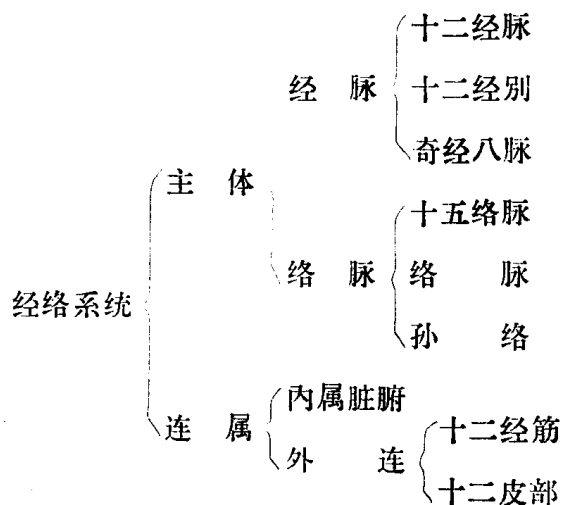 十二经脉
经脉
十二经别
奇经八脉
主体
十五络脉
络脉
络脉
经络系统
孙络
内属脏腑
连属
十二经筋
外连
十二皮部